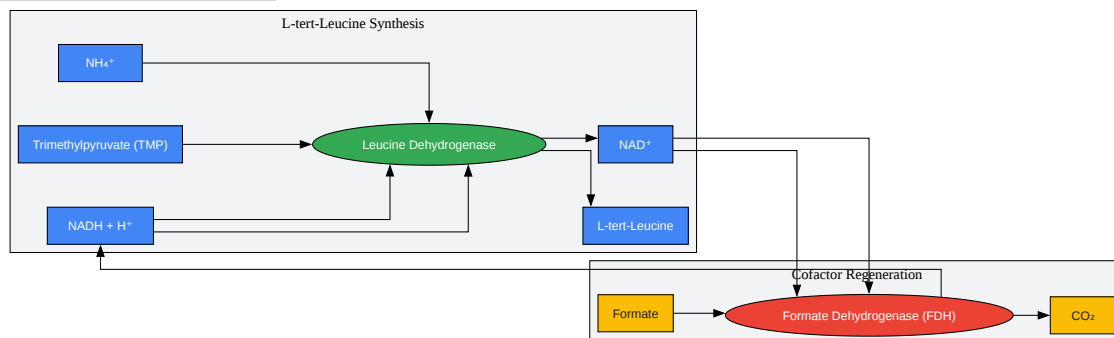 L-tert-Leucine Synthesis
NH₄⁺
Trimethylpyruvate (TMP)
Leucine Dehydrogenase
NAD⁺
NADH + H⁺
L-tert-Leucine
Cofactor Regeneration
Formate
Formate Dehydrogenase (FDH)
CO₂